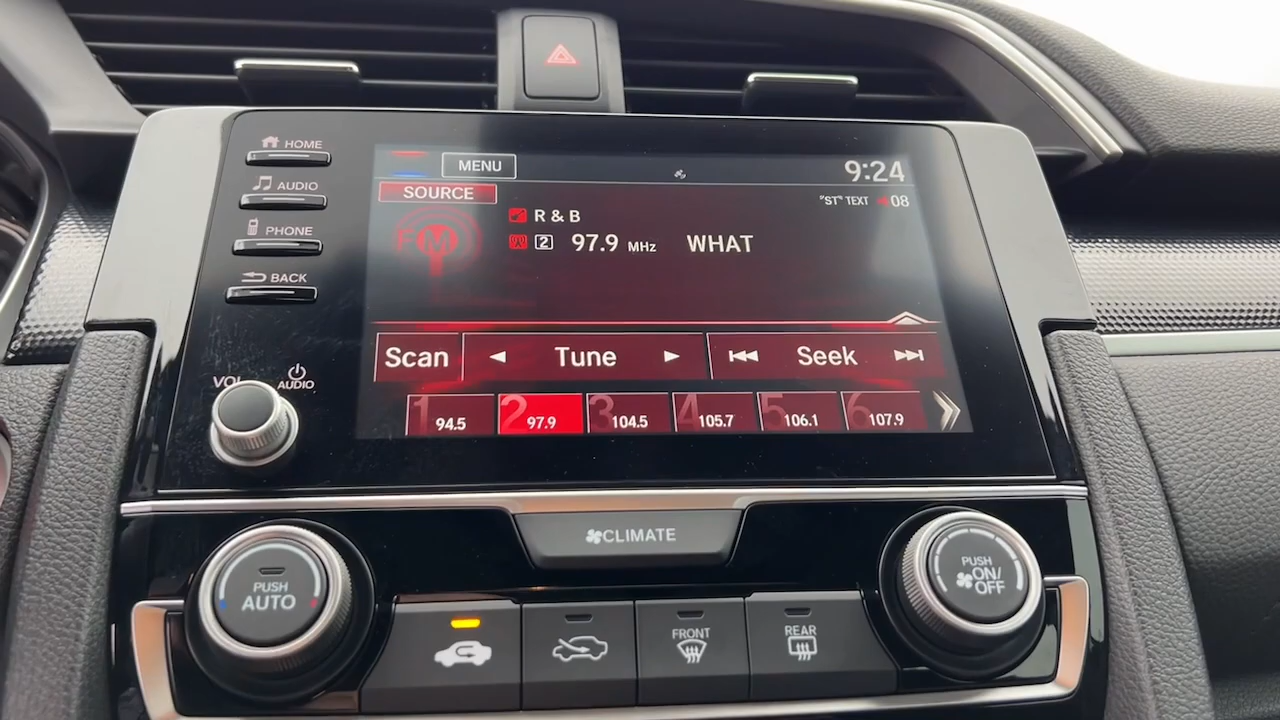 HOME
AUDIO
PHONE
BACK
VOL
AUDIO
MENU
9:24
SOURCE
"ST" TEXT 08
FM
R & B
2 97.9 MHz WHAT
Scan Tune Seek
1 94.5
2 97.9
3 104.5
4 105.7
5 106.1
6 107.9
CLIMATE
PUSH
AUTO
PUSH
ON/
OFF
FRONT
REAR